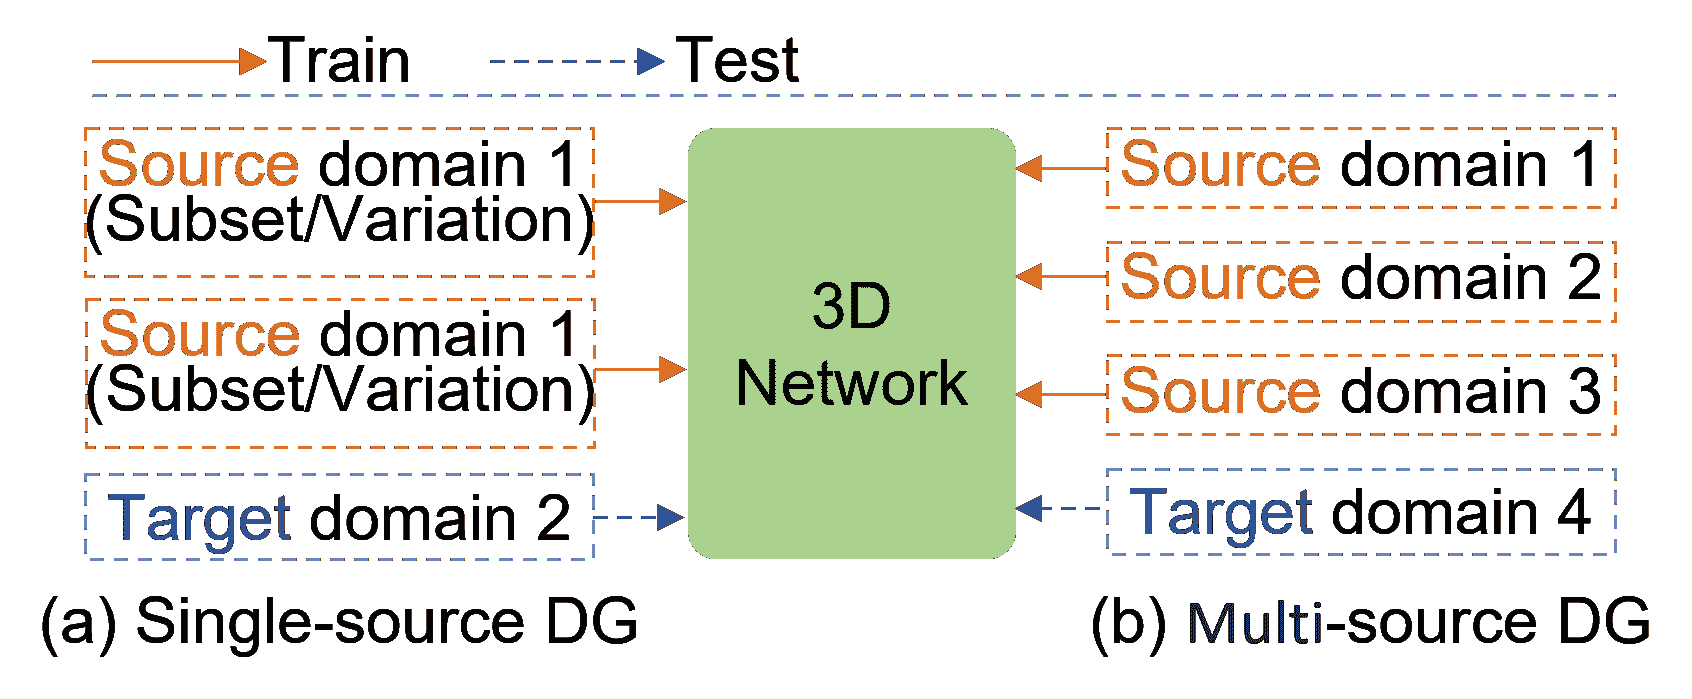 Train
Test
Source domain 1
(Subset/Variation)
Source domain 1
(Subset/Variation)
Target domain 2
(a) Single-source DG
3D
Network
Source domain 1
Source domain 2
Source domain 3
Target domain 4
(b) Multi-source DG